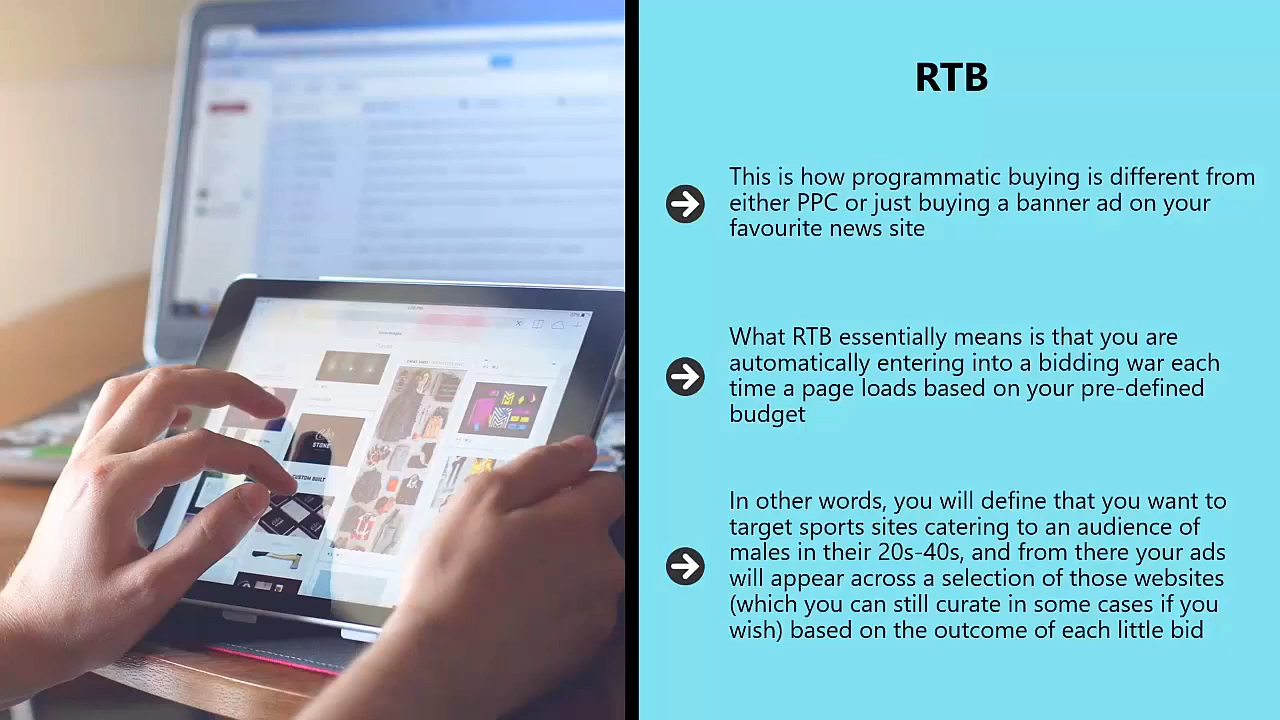 RTB
This is how programmatic buying is different from
either PPC or just buying a banner ad on your
favourite news site
What RTB essentially means is that you are
automatically entering into a bidding war each
time a page loads based on your pre-defined
budget
In other words, you will define that you want to
target sports sites catering to an audience of
males in their 20s-40s, and from there your ads
will appear across a selection of those websites
(which you can still curate in some cases if you
wish) based on the outcome of each little bid
STONE
CUSTOM BUILT